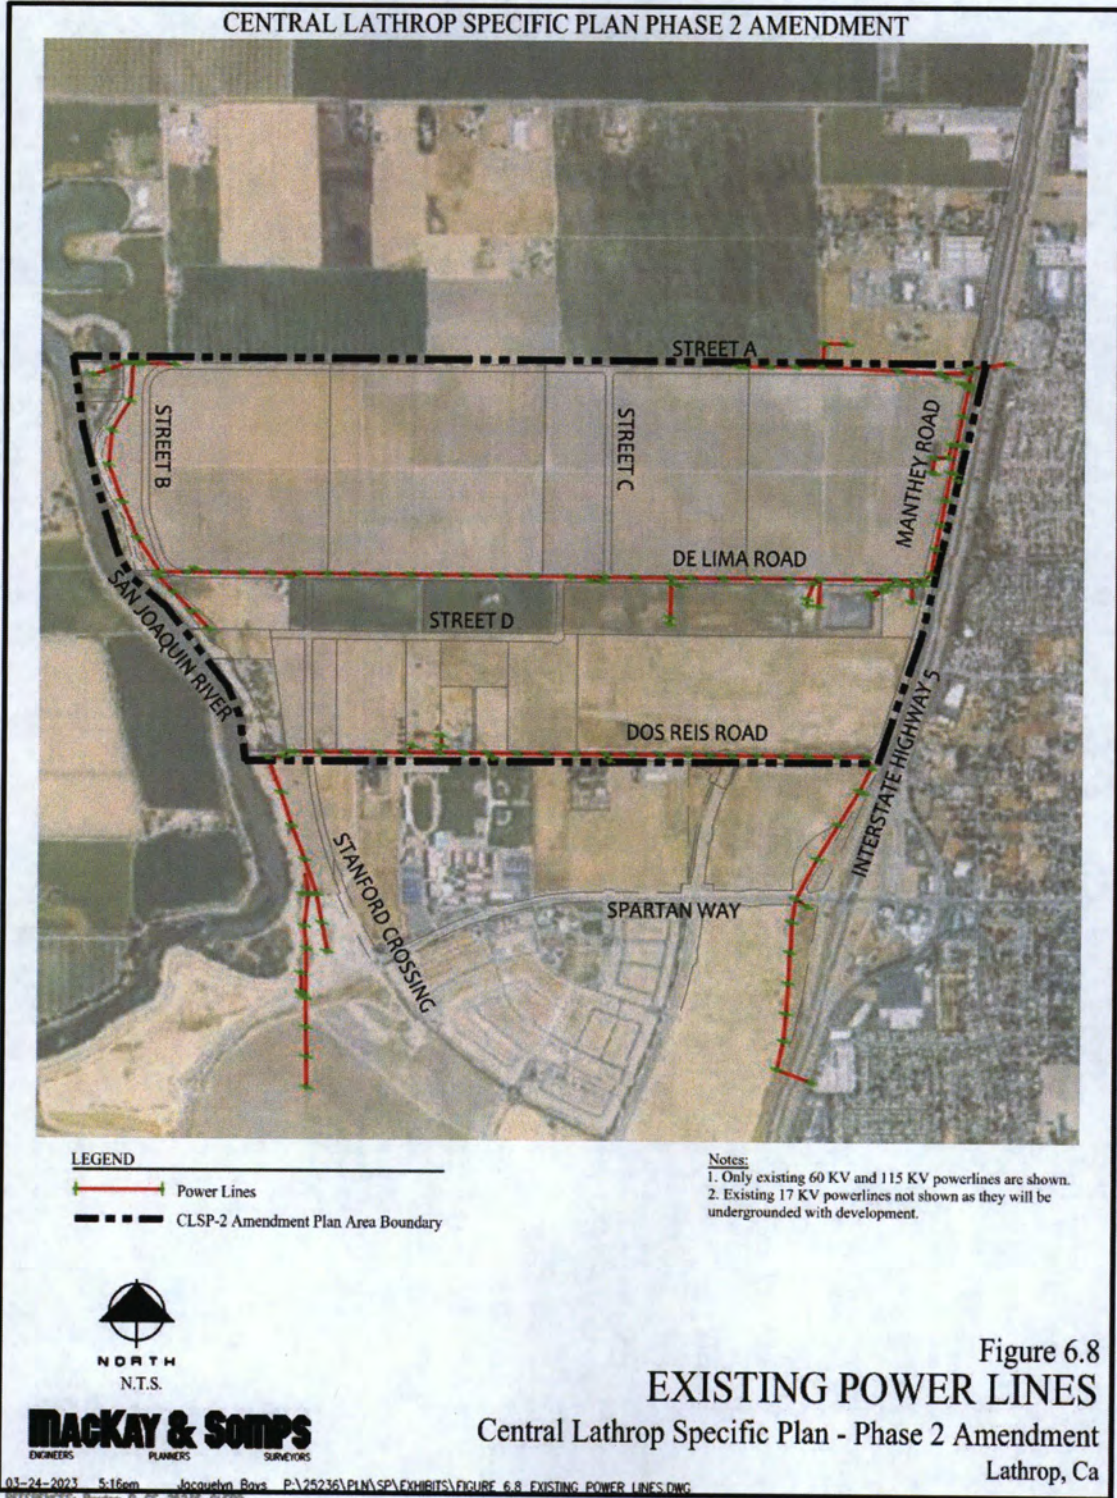 CENTRAL LATHROP SPECIFIC PLAN PHASE 2 AMENDMENT
STREET A
STREET B
STREET C
MANTHEY ROAD
DE LIMA ROAD
STREET D
SAN JOAQUIN RIVER
DOS REIS ROAD
INTERSTATE HIGHWAY 5
STANFORD CROSSING
SPARTAN WAY
LEGEND
Power Lines
CLSP-2 Amendment Plan Area Boundary
Notes:
1. Only existing 60 KV and 115 KV powerlines are shown.
2. Existing 17 KV powerlines not shown as they will be
undergrounded with development.
NORTH
N.T.S.
MACKAY & SOMPS
ENGINEERS PLANNERS SURVEYORS
Figure 6.8
EXISTING POWER LINES
Central Lathrop Specific Plan - Phase 2 Amendment
Lathrop, Ca
03-24-2023 5:16pm Jacquelyn Bays P:\25236\PLN\SP\EXHIBITS\FIGURE 6.8 EXISTING POWER LINES.DWG